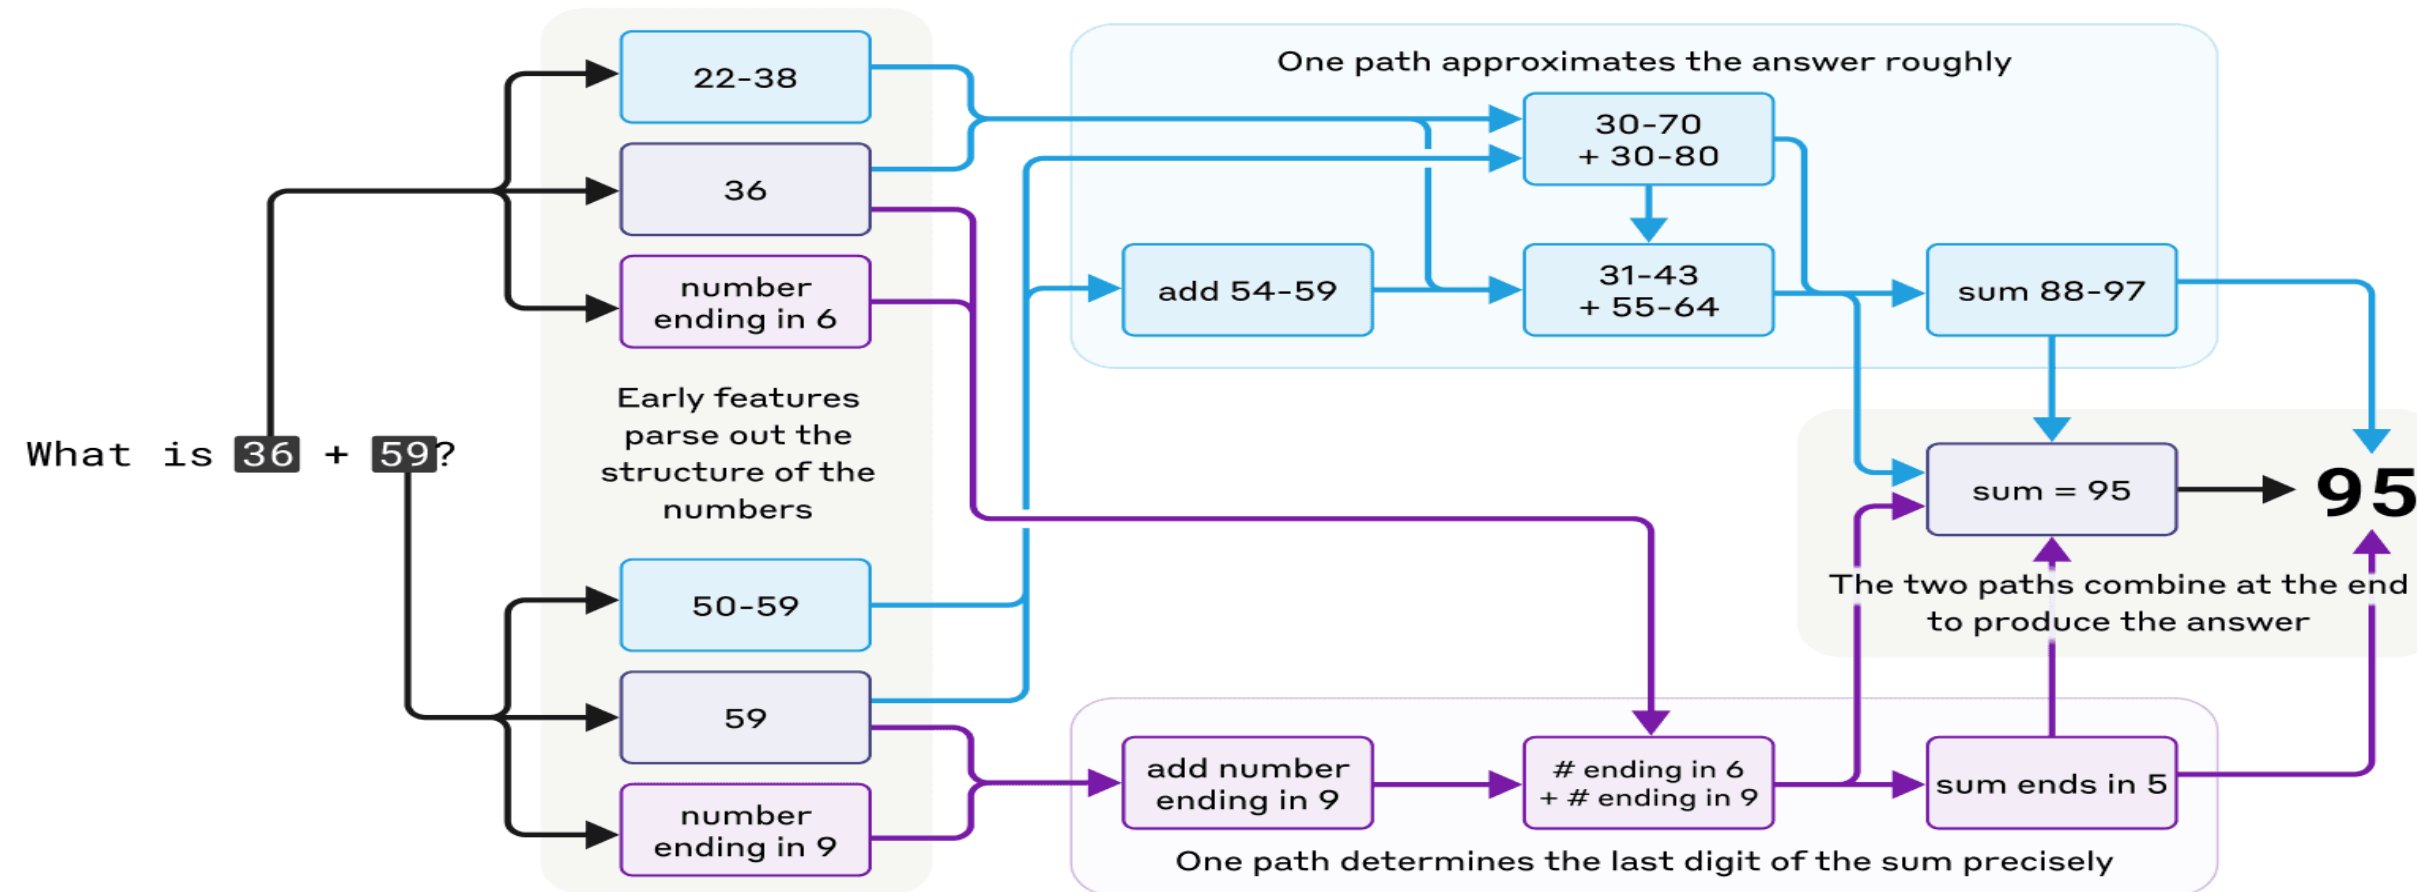 What is 36 + 59?
22-38
36
number
ending in 6
Early features
parse out the
structure of the
numbers
50-59
59
number
ending in 9
One path approximates the answer roughly
30-70
+ 30-80
add 54-59
31-43
+ 55-64
sum 88-97
sum = 95
95
The two paths combine at the end
to produce the answer
add number
ending in 9
# ending in 6
+ # ending in 9
sum ends in 5
One path determines the last digit of the sum precisely